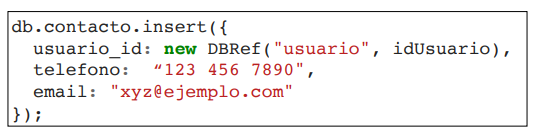 db.contacto.insert({
  usuario_id: new DBRef("usuario", idUsuario),
  telefono:  “123 456 7890",
  email: "xyz@ejemplo.com"
});